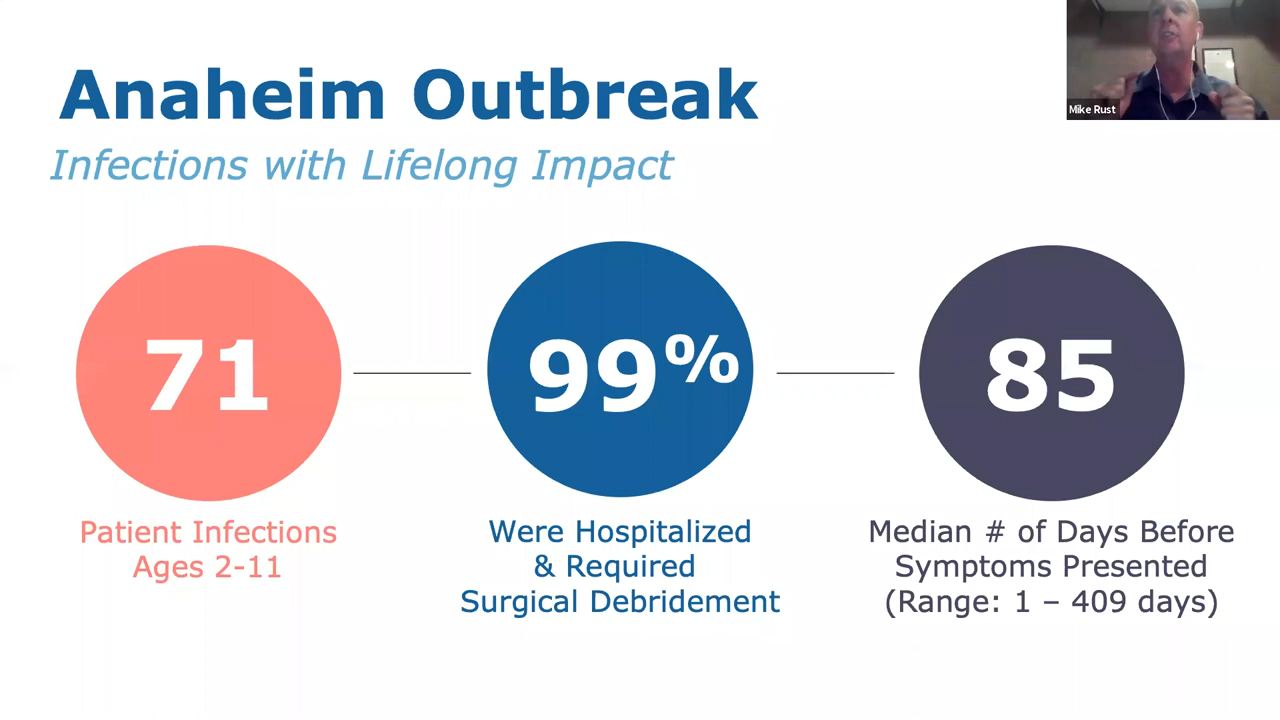 Anaheim Outbreak
Infections with Lifelong Impact
Mike Rust
71
Patient Infections
Ages 2-11
99%
Were Hospitalized
& Required
Surgical Debridement
85
Median # of Days Before
Symptoms Presented
(Range: 1 – 409 days)